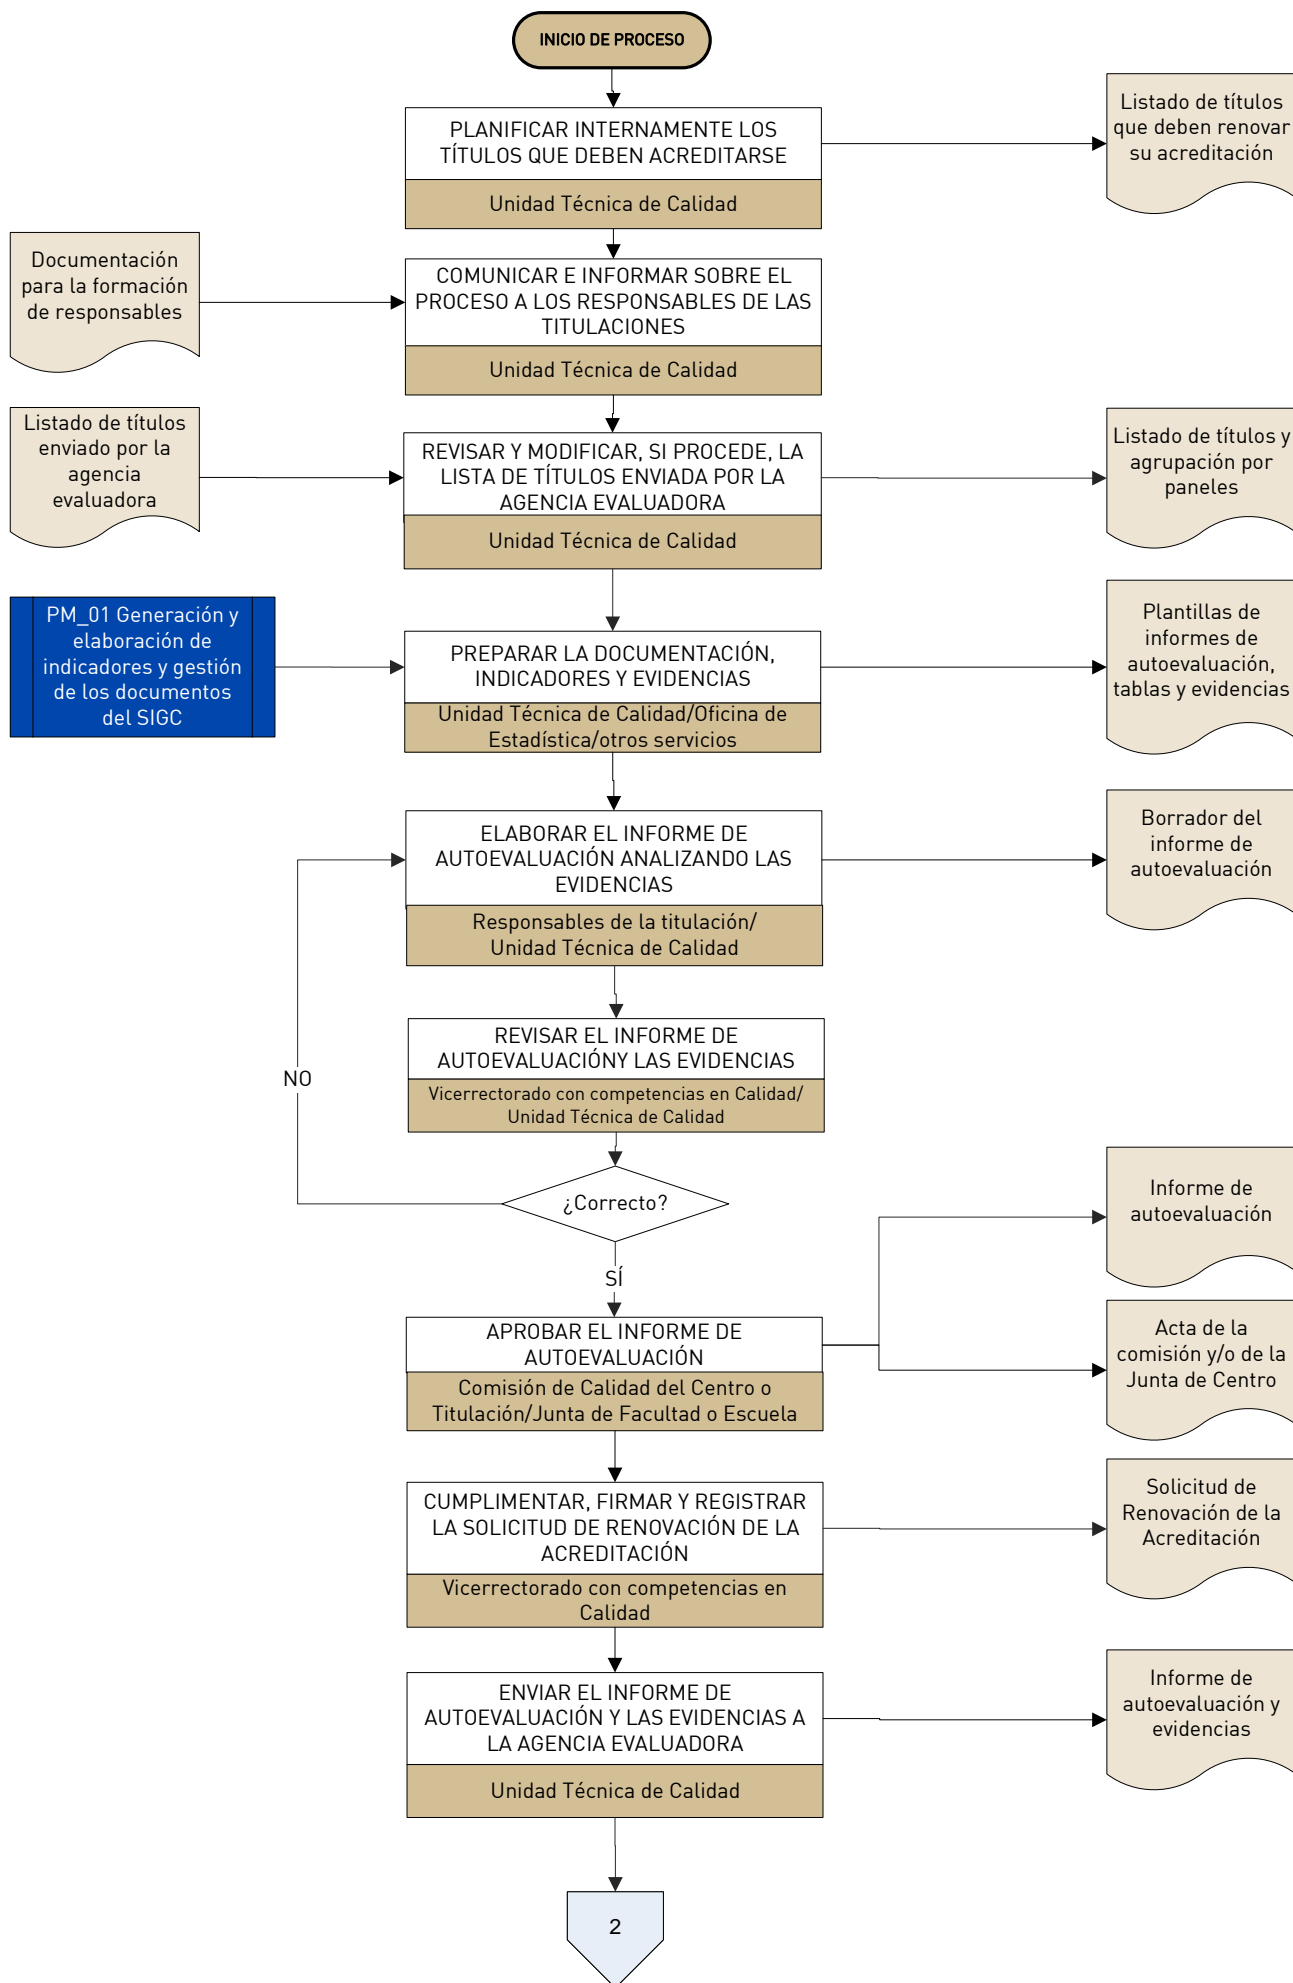 INICIO DE PROCESO
PLANIFICAR INTERNAMENTE LOS
TÍTULOS QUE DEBEN ACREDITARSE
Unidad Técnica de Calidad
Listado de títulos
que deben renovar
su acreditación
Documentación
para la formación
de responsables
COMUNICAR E INFORMAR SOBRE EL
PROCESO A LOS RESPONSABLES DE LAS
TITULACIONES
Unidad Técnica de Calidad
Listado de títulos
enviado por la
agencia
evaluadora
REVISAR Y MODIFICAR, SI PROCEDE, LA
LISTA DE TÍTULOS ENVIADA POR LA
AGENCIA EVALUADORA
Unidad Técnica de Calidad
Listado de títulos y
agrupación por
paneles
PM_01 Generación y
elaboración de
indicadores y gestión
de los documentos
del SIGC
PREPARAR LA DOCUMENTACIÓN,
INDICADORES Y EVIDENCIAS
Unidad Técnica de Calidad/Oficina de
Estadística/otros servicios
Plantillas de
informes de
autoevaluación,
tablas y evidencias
ELABORAR EL INFORME DE
AUTOEVALUACIÓN ANALIZANDO LAS
EVIDENCIAS
Responsables de la titulación/
Unidad Técnica de Calidad
Borrador del
informe de
autoevaluación
REVISAR EL INFORME DE
AUTOEVALUACIÓNY LAS EVIDENCIAS
Vicerrectorado con competencias en Calidad/
Unidad Técnica de Calidad
NO
¿Correcto?
SÍ
APROBAR EL INFORME DE
AUTOEVALUACIÓN
Comisión de Calidad del Centro o
Titulación/Junta de Facultad o Escuela
Informe de
autoevaluación
Acta de la
comisión y/o de la
Junta de Centro
CUMPLIMENTAR, FIRMAR Y REGISTRAR
LA SOLICITUD DE RENOVACIÓN DE LA
ACREDITACIÓN
Vicerrectorado con competencias en
Calidad
Solicitud de
Renovación de la
Acreditación
ENVIAR EL INFORME DE
AUTOEVALUACIÓN Y LAS EVIDENCIAS A
LA AGENCIA EVALUADORA
Unidad Técnica de Calidad
Informe de
autoevaluación y
evidencias
2